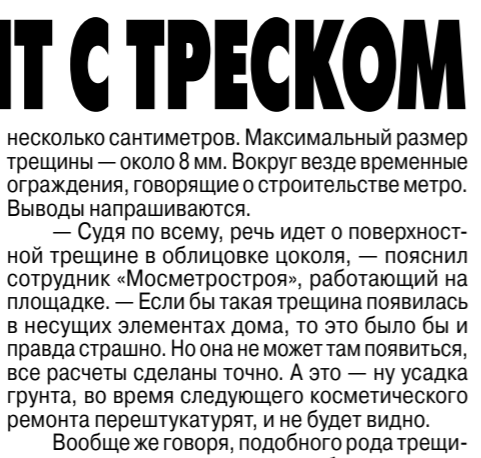 Т С ТРЕСКОМ
несколько сантиметров. Максимальный размер
трещины — около 8 мм. Вокруг везде временные
ограждения, говорящие о строительстве метро.
Выводы напрашиваются.
— Судя по всему, речь идет о поверхност-
ной трещине в облицовке цоколя, — пояснил
сотрудник «Мосметростроя», работающий на
площадке. — Если бы такая трещина появилась
в несущих элементах дома, то это было бы и
правда страшно. Но она не может там появиться,
все расчеты сделаны точно. А это — ну усадка
грунта, во время следующего косметического
ремонта перештукатурят, и не будет видно.
Вообще же говоря, подобного рода трещи-